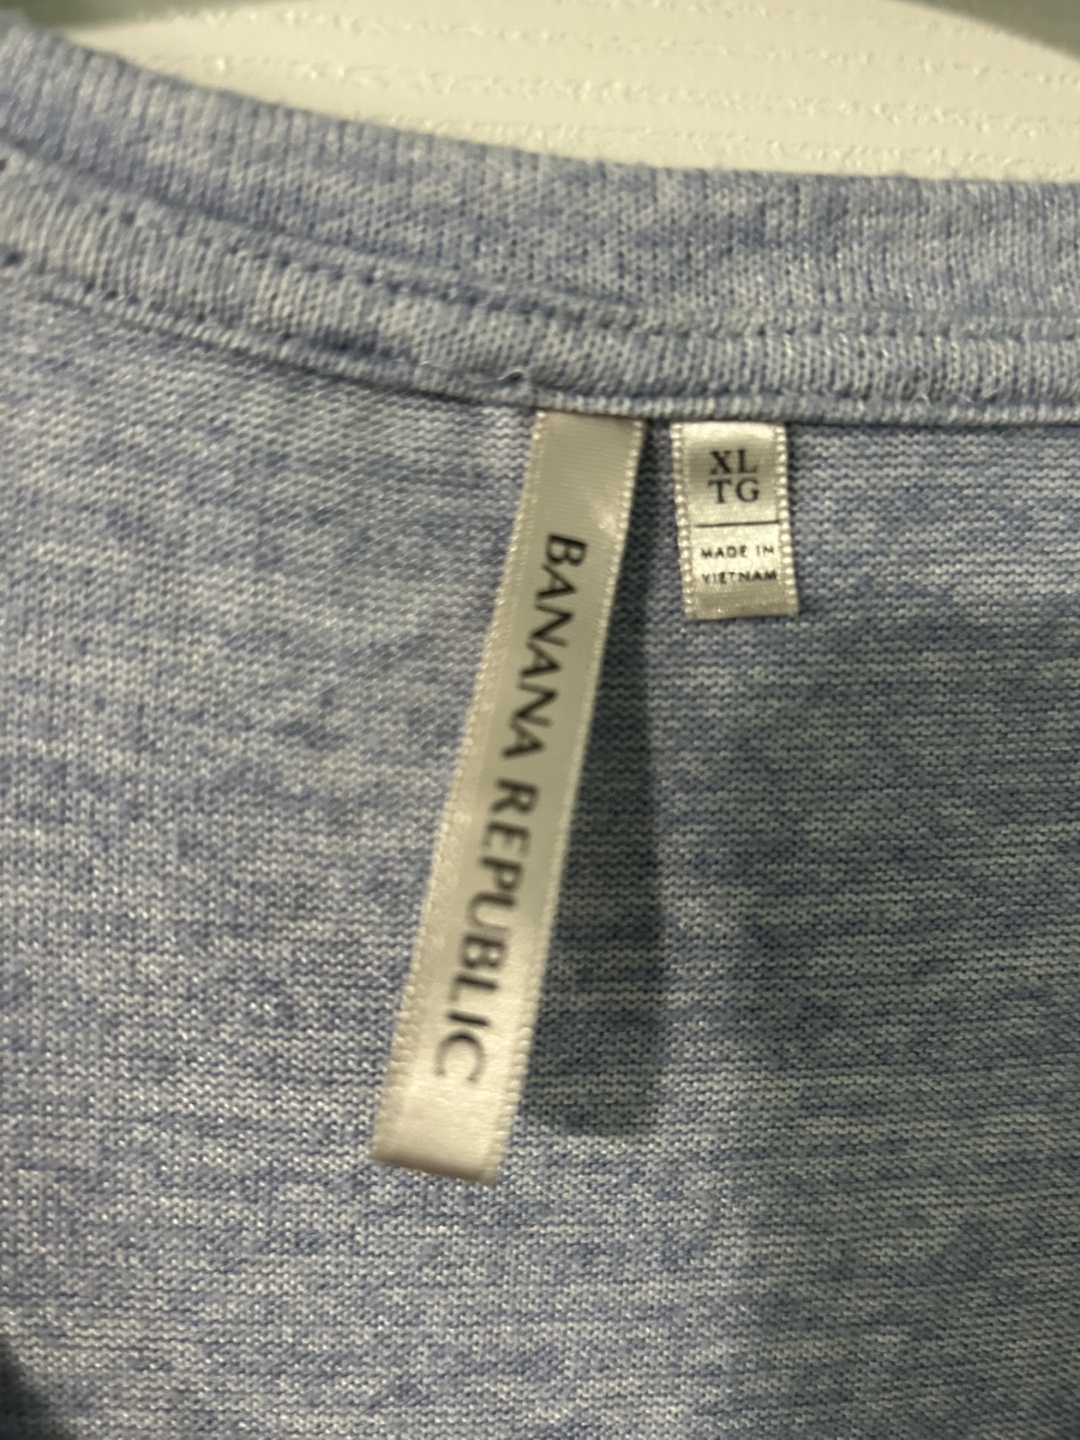 BANANA REPUBLIC
XL
TG
MADE IN
VIETNAM